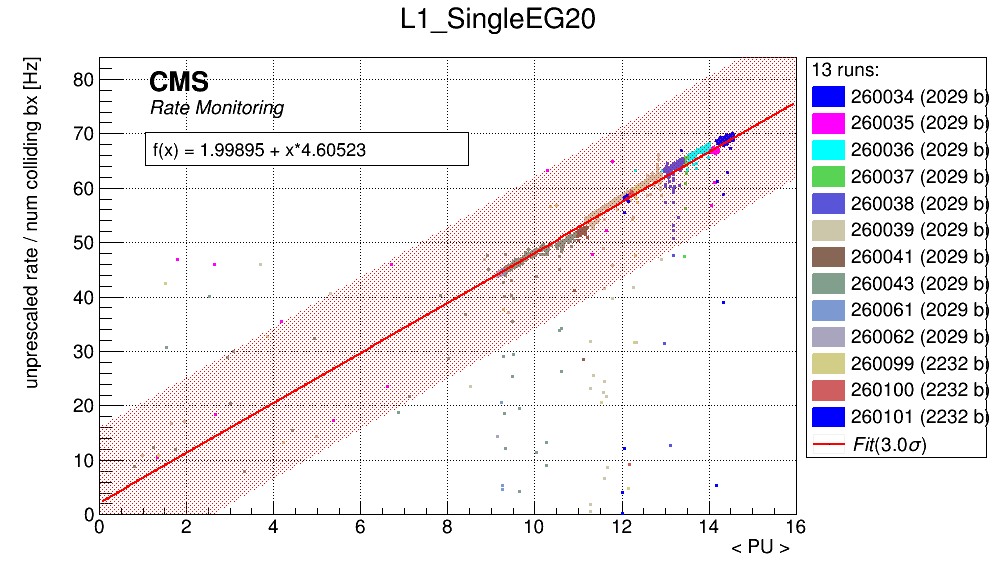 L1_SingleEG20
unprescaled rate / num colliding bx [Hz]
CMS
Rate Monitoring
f(x) = 1.99895 + x*4.60523
80
70
60
50
40
30
20
10
0
0 2 4 6 8 10 12 14 16
< PU >
13 runs:
260034 (2029 b)
260035 (2029 b)
260036 (2029 b)
260037 (2029 b)
260038 (2029 b)
260039 (2029 b)
260041 (2029 b)
260043 (2029 b)
260061 (2029 b)
260062 (2029 b)
260099 (2232 b)
260100 (2232 b)
260101 (2232 b)
Fit(3.0σ)